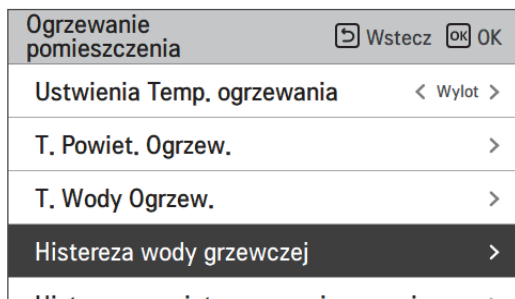 Ogrzewanie
pomieszczenia
Wstecz OK OK
Ustwienia Temp. ogrzewania < Wylot >
T. Powiet. Ogrzew. >
T. Wody Ogrzew. >
Histereza wody grzewczej >